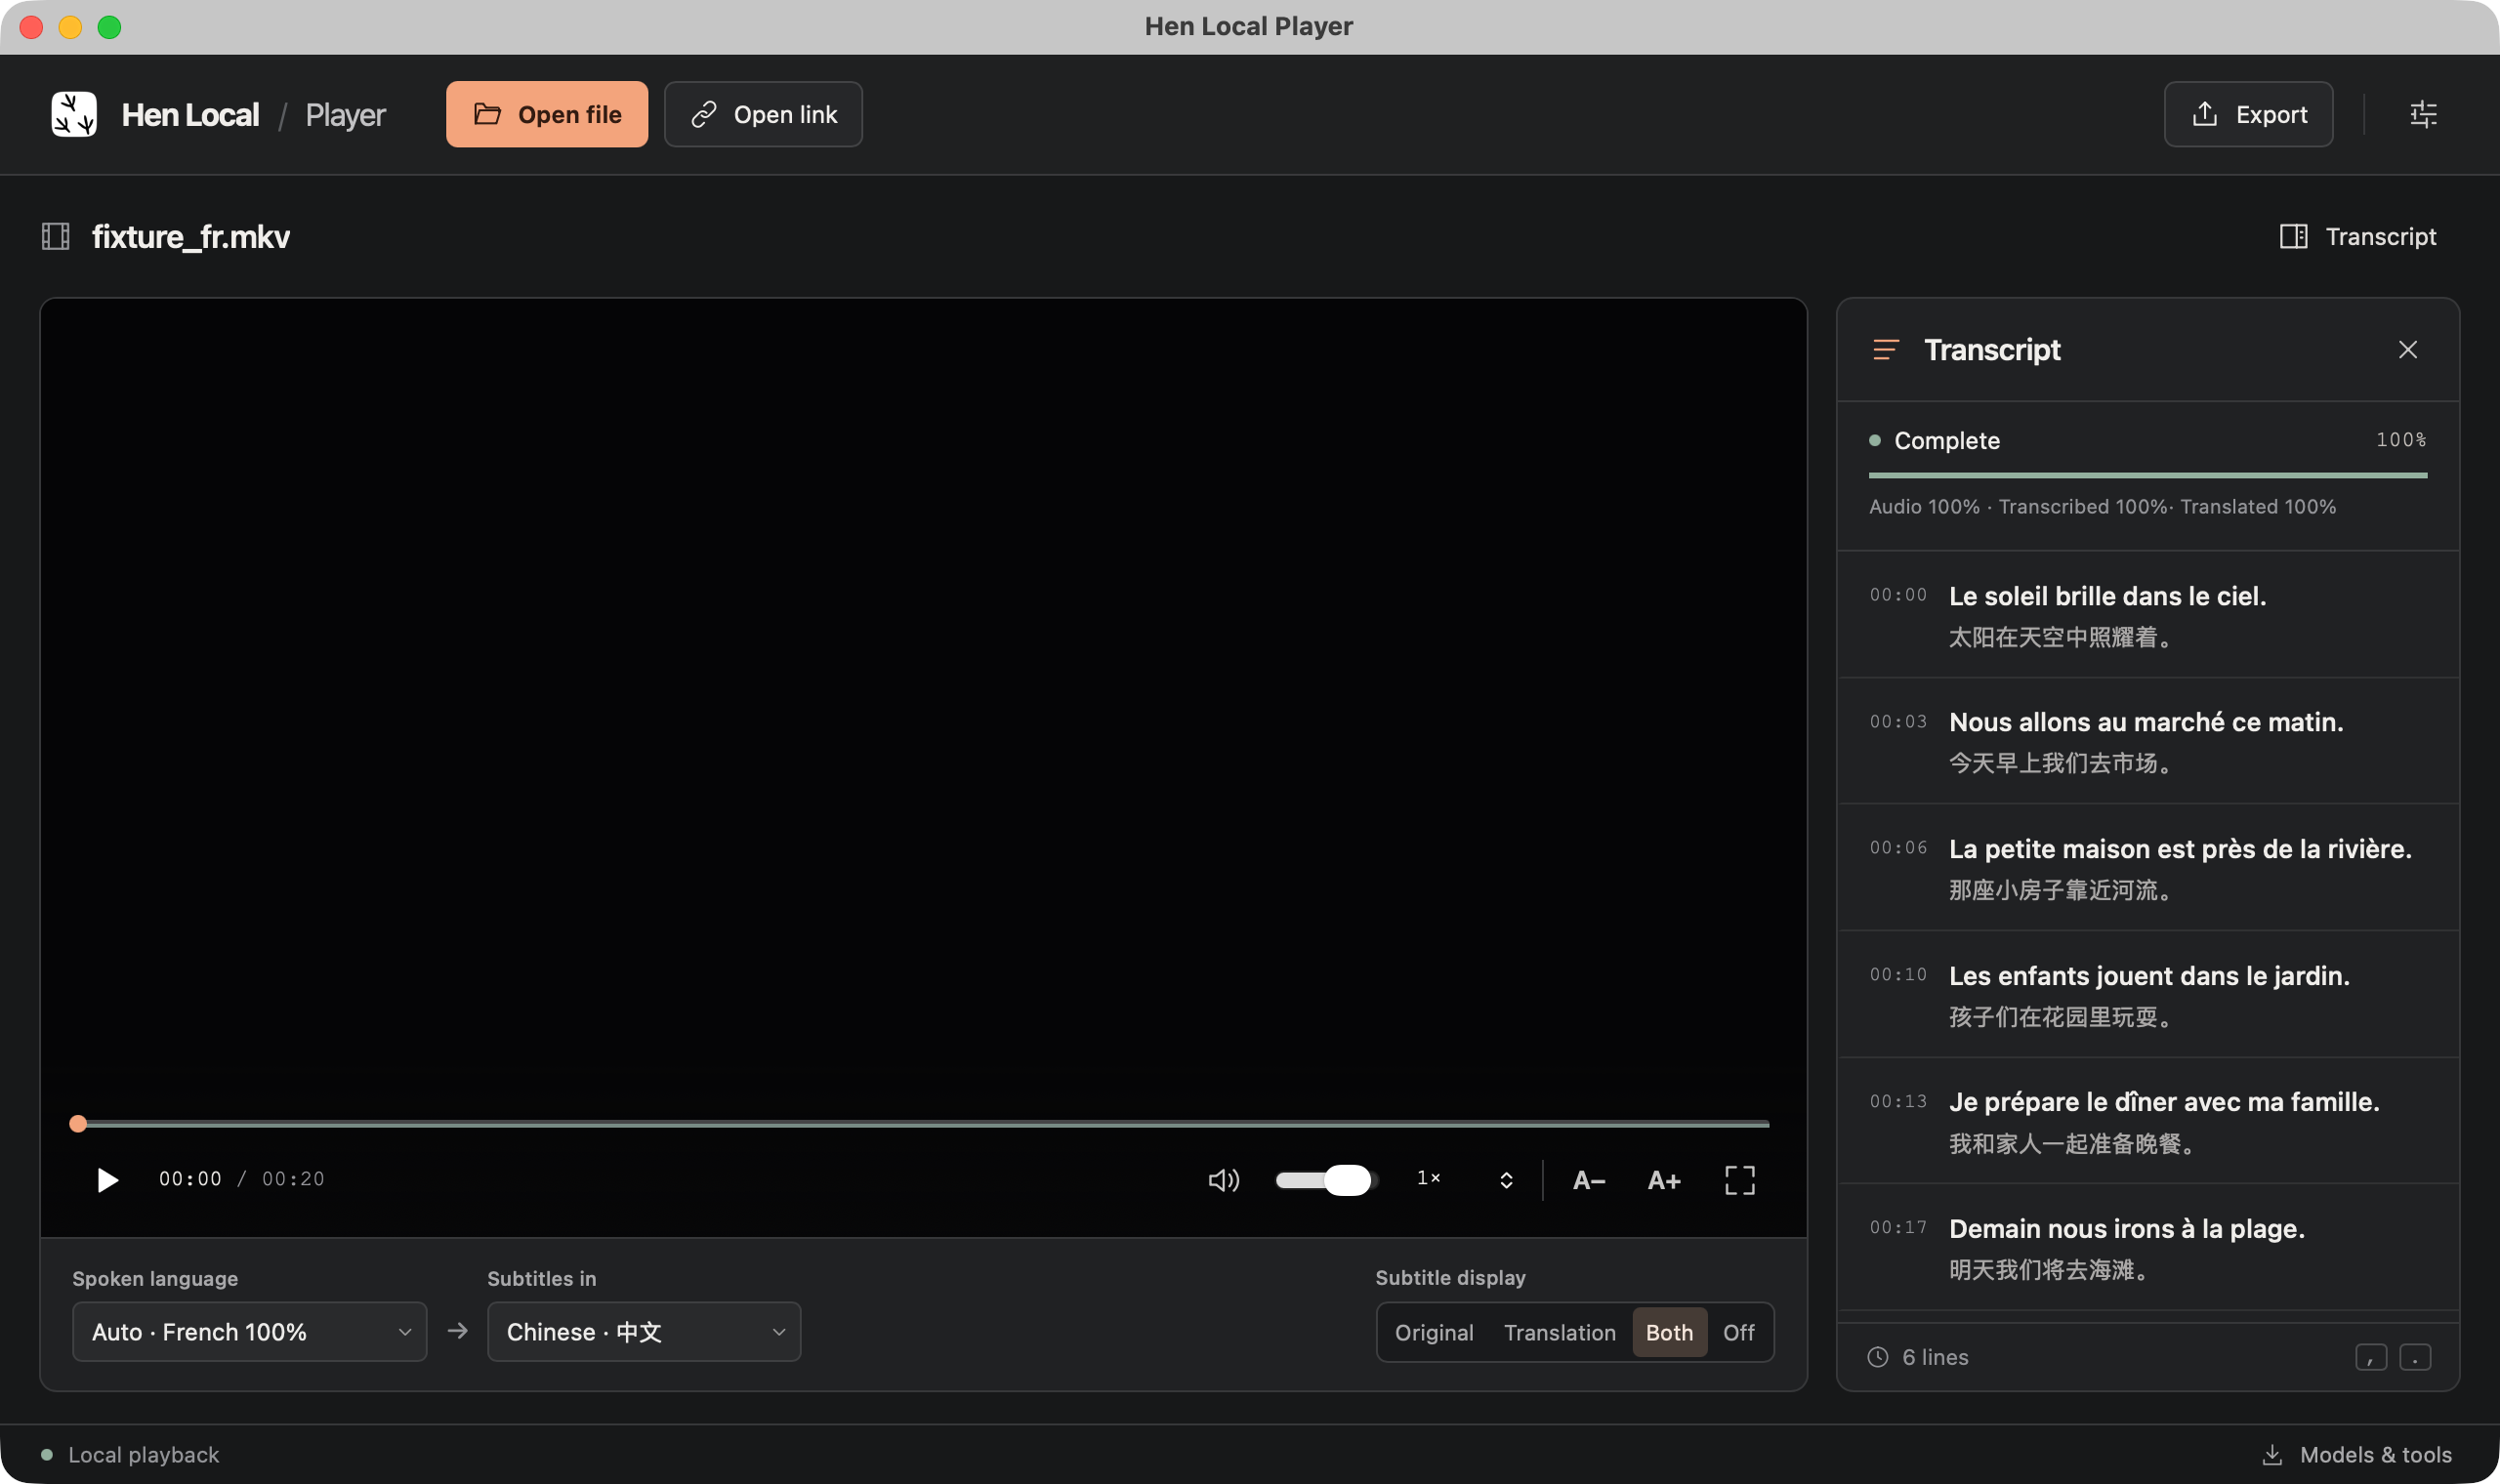 Hen Local Player
Hen Local / Player
Open file
Open link
Export
fixture_fr.mkv
Transcript
Transcript
Complete
100%
Audio 100% · Transcribed 100%· Translated 100%
00:00
Le soleil brille dans le ciel.
太阳在天空中照耀着。
00:03
Nous allons au marché ce matin.
今天早上我们去市场。
00:06
La petite maison est près de la rivière.
那座小房子靠近河流。
00:10
Les enfants jouent dans le jardin.
孩子们在花园里玩耍。
00:13
Je prépare le dîner avec ma famille.
我和家人一起准备晚餐。
00:17
Demain nous irons à la plage.
明天我们将去海滩。
6 lines
, .
00:00 / 00:20
1×
A−
A+
Spoken language
Auto · French 100%
Subtitles in
Chinese · 中文
Subtitle display
Original
Translation
Both
Off
Local playback
Models & tools